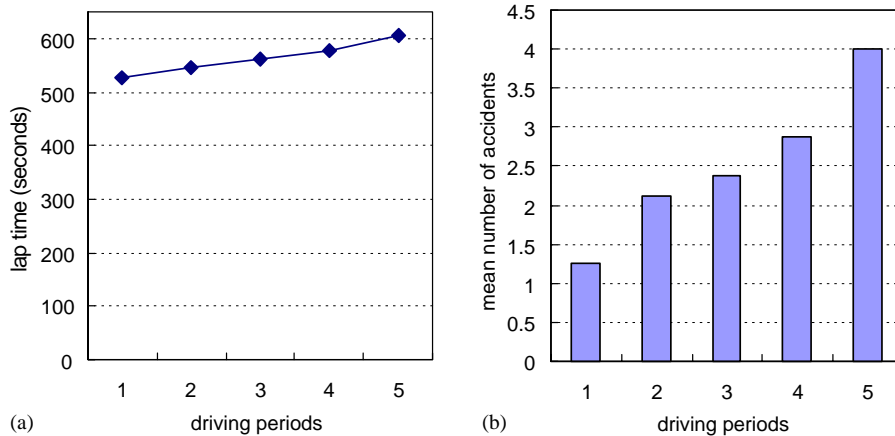 600
500
400
300
200
100
0
lap time (seconds)
1 2 3 4 5
(a) driving periods
4.5
4
3.5
3
2.5
2
1.5
1
0.5
0
mean number of accidents
1 2 3 4 5
(b) driving periods